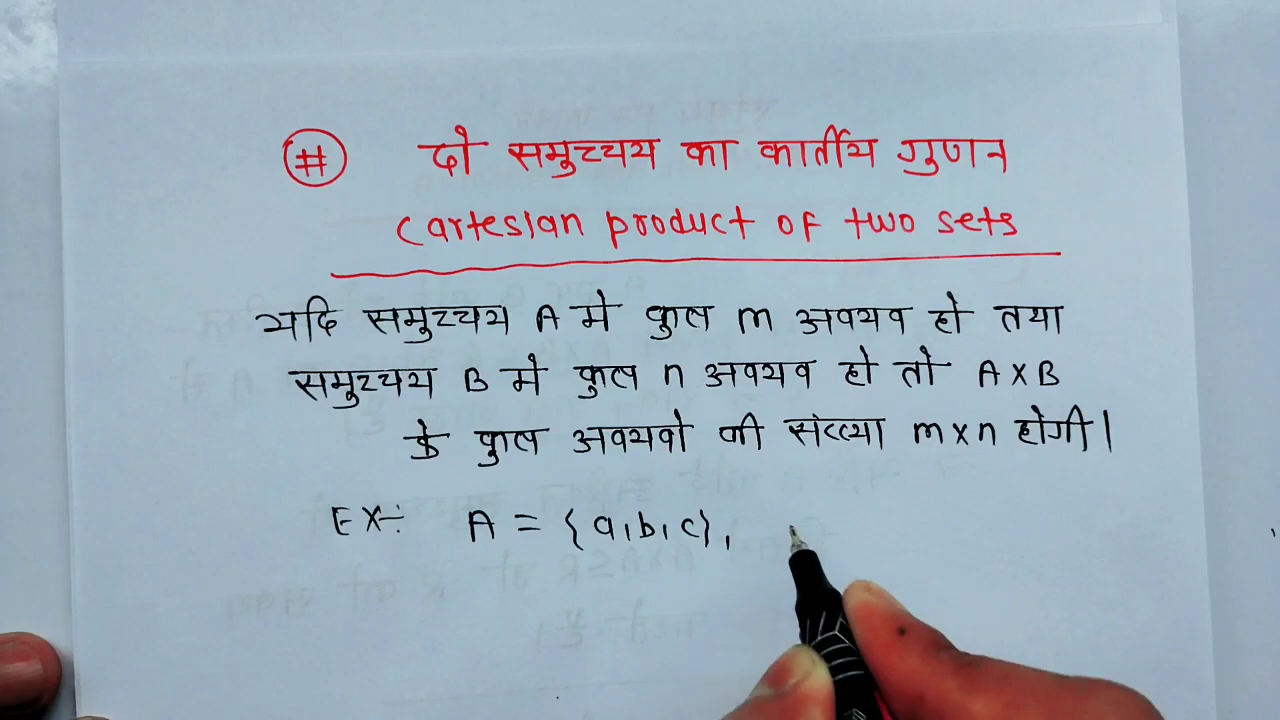 # दो समुच्चय का कार्तीय गुणन
Cartesian product of two sets
यदि समुच्चय A मे कुल m अवयव हो तथा
समुच्चय B मे कुल n अवयव हो तो A×B
के कुल अवयवो की संख्या m×n होगी।
Ex:- A = {a,b,c},